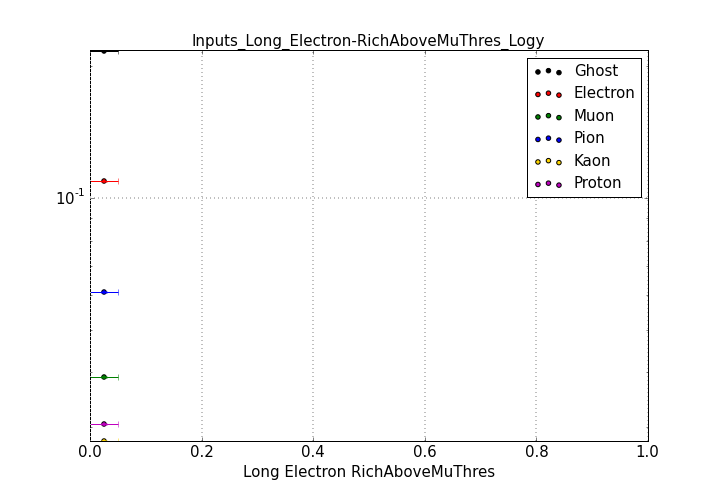 Inputs_Long_Electron-RichAboveMuThres_Logy
Ghost
Electron
Muon
Pion
Kaon
Proton
10^-1
0.0 0.2 0.4 0.6 0.8 1.0
Long Electron RichAboveMuThres